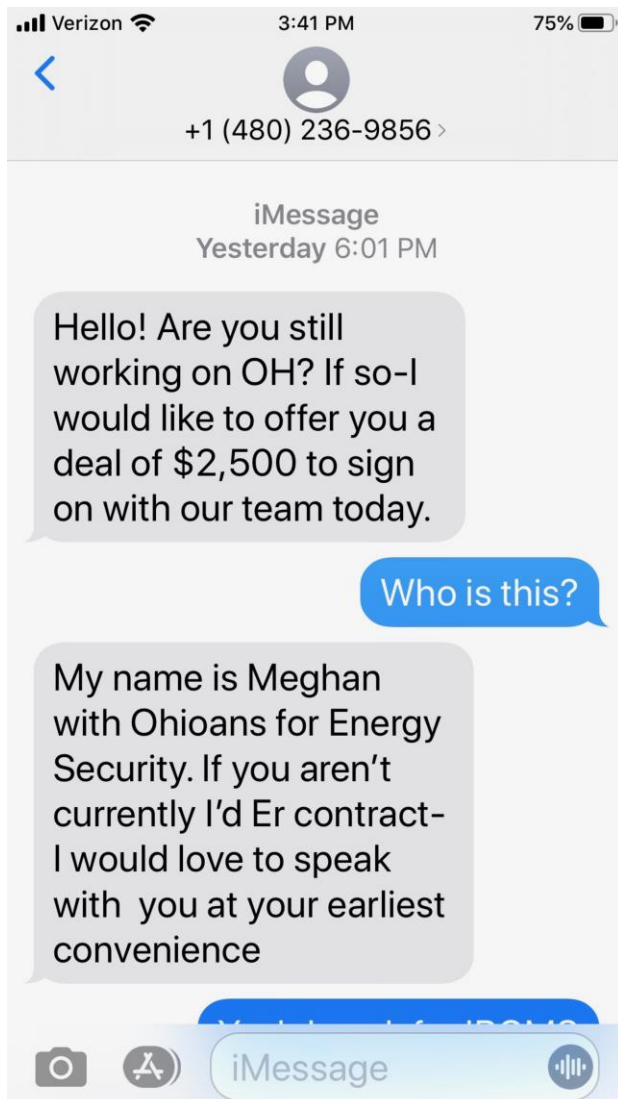 Verizon 3:41 PM 75%
+1 (480) 236-9856
iMessage
Yesterday 6:01 PM
Hello! Are you still
working on OH? If so-I
would like to offer you a
deal of $2,500 to sign
on with our team today.
Who is this?
My name is Meghan
with Ohioans for Energy
Security. If you aren’t
currently I’d Er contract-
I would love to speak
with you at your earliest
convenience
iMessage